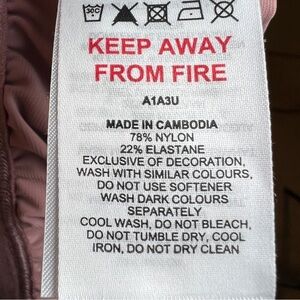 30C
KEEP AWAY
FROM FIRE
A1A3U
MADE IN CAMBODIA
78% NYLON
22% ELASTANE
EXCLUSIVE OF DECORATION,
WASH WITH SIMILAR COLOURS,
DO NOT USE SOFTENER
WASH DARK COLOURS
SEPARATELY
COOL WASH, DO NOT BLEACH,
DO NOT TUMBLE DRY, COOL
IRON, DO NOT DRY CLEAN